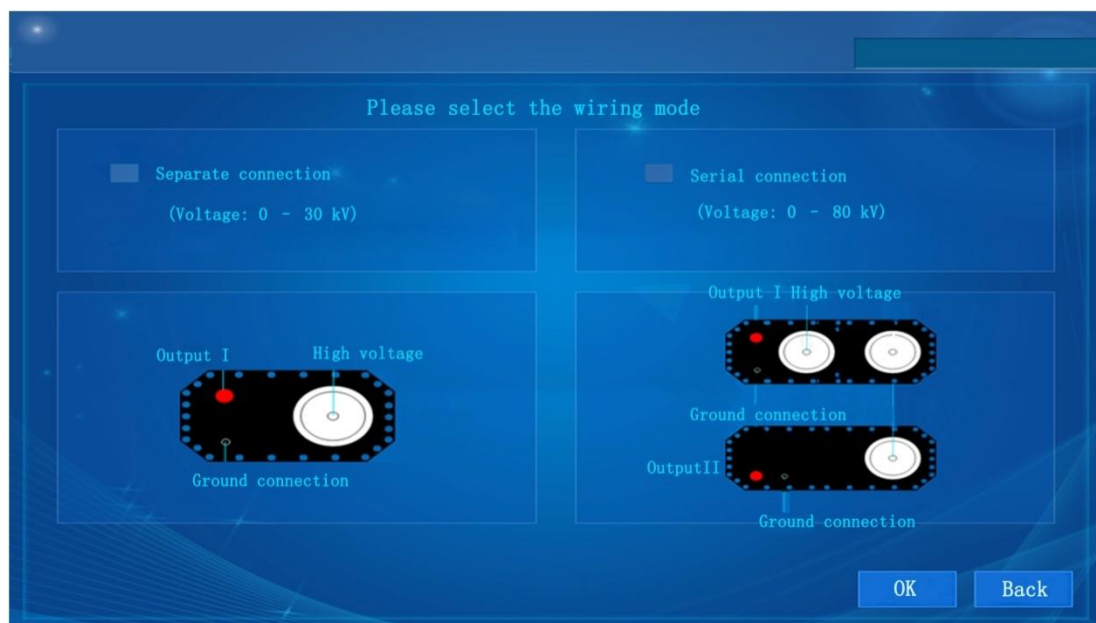 Please select the wiring mode
Separate connection
(Voltage: 0 - 30 kV)
Serial connection
(Voltage: 0 - 80 kV)
Output I
High voltage
Ground connection
Output I High voltage
Ground connection
OutputII
Ground connection
OK
Back